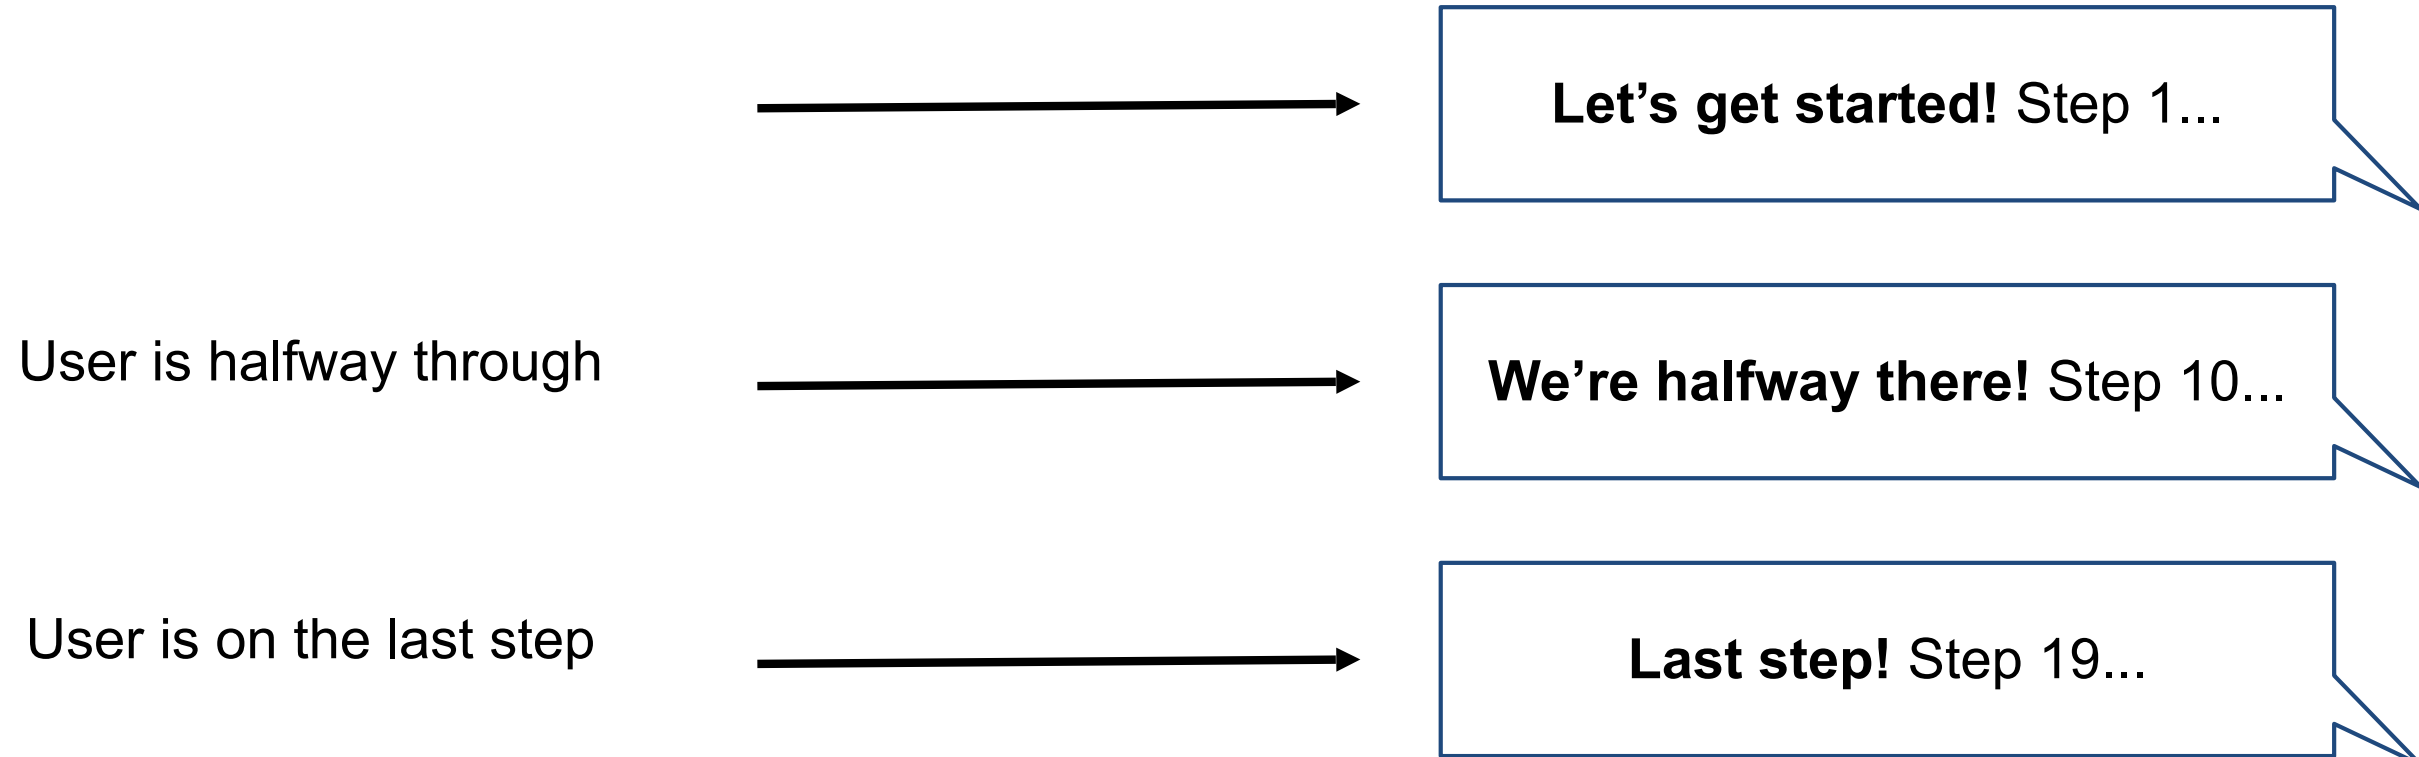 Let’s get started! Step 1...
User is halfway through
We’re halfway there! Step 10...
User is on the last step
Last step! Step 19...